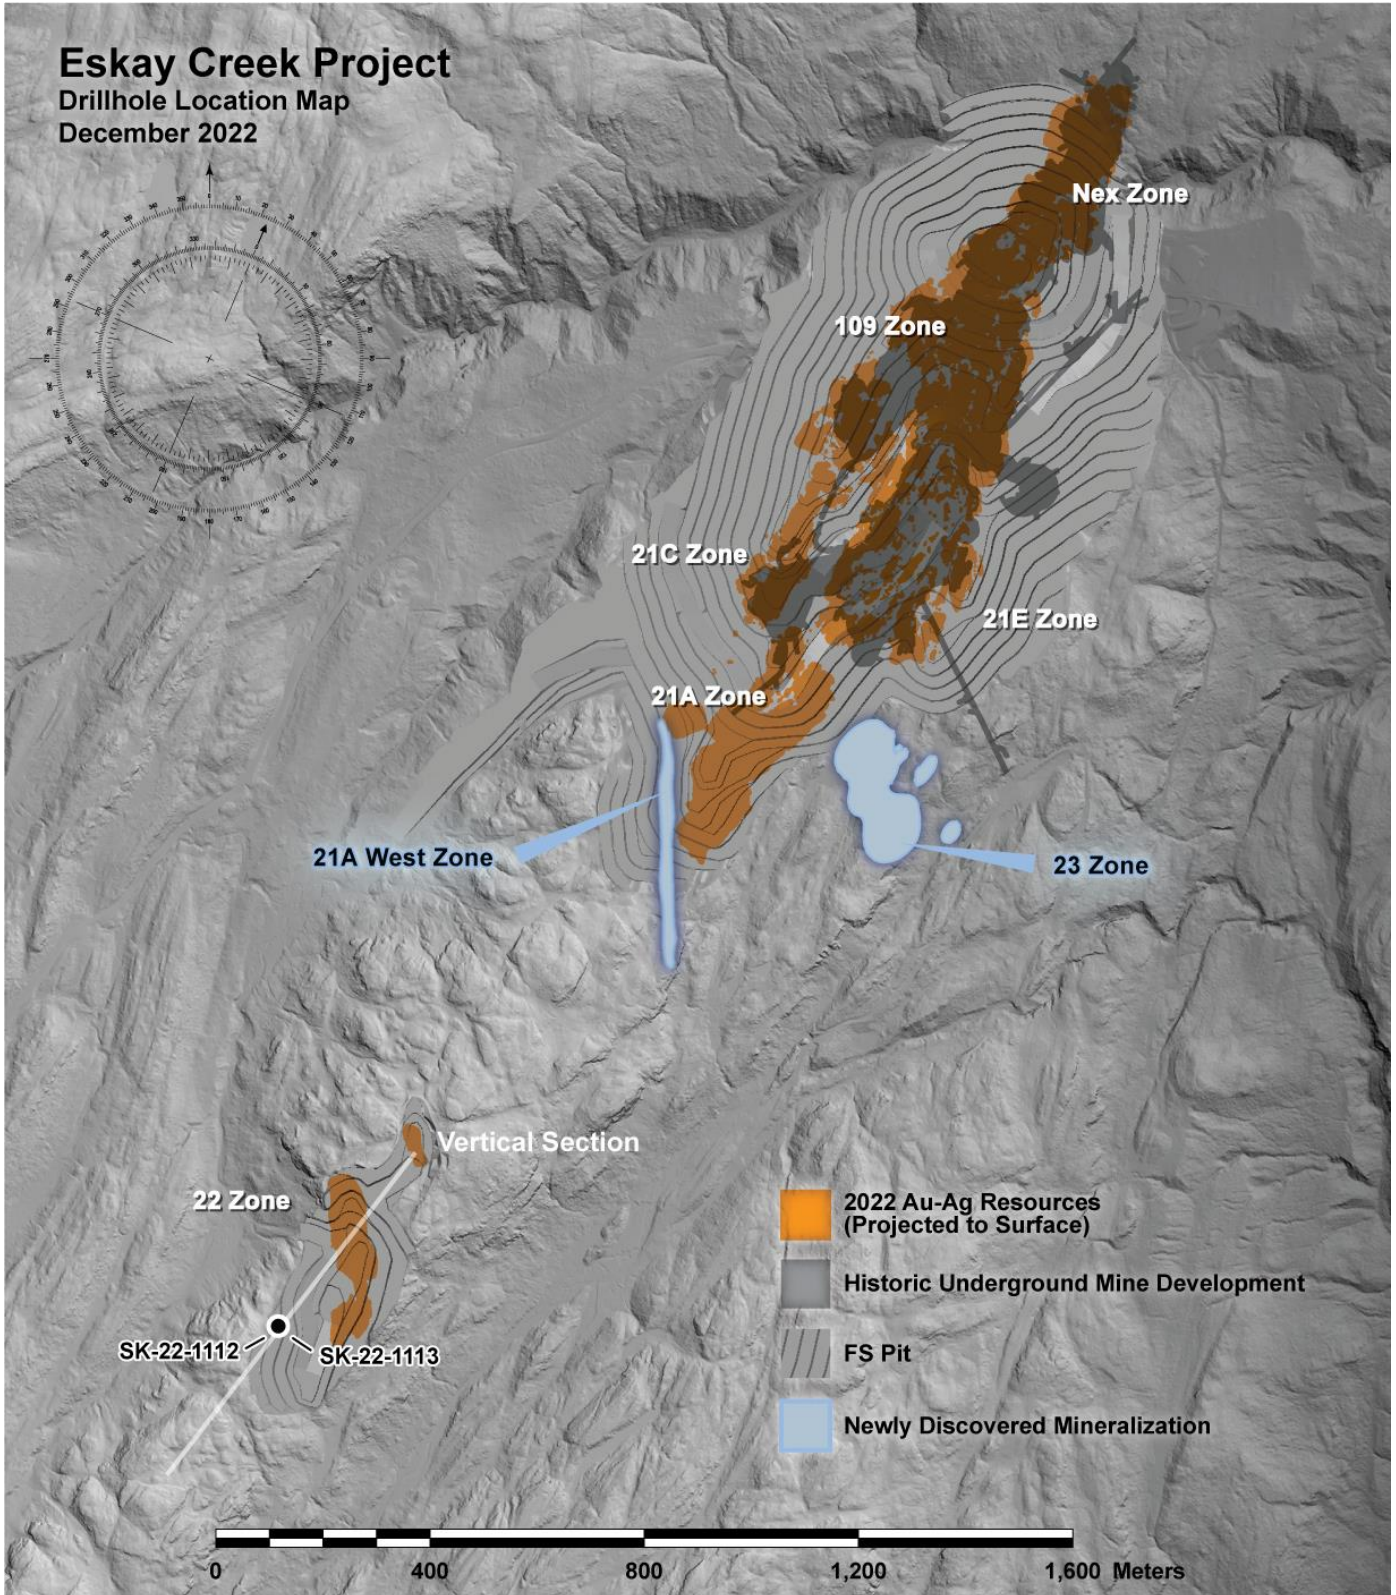 Eskay Creek Project
Drillhole Location Map
December 2022
Nex Zone
109 Zone
21C Zone
21E Zone
21A Zone
21A West Zone
23 Zone
Vertical Section
22 Zone
SK-22-1112
SK-22-1113
2022 Au-Ag Resources
(Projected to Surface)
Historic Underground Mine Development
FS Pit
Newly Discovered Mineralization
0 400 800 1,200 1,600 Meters